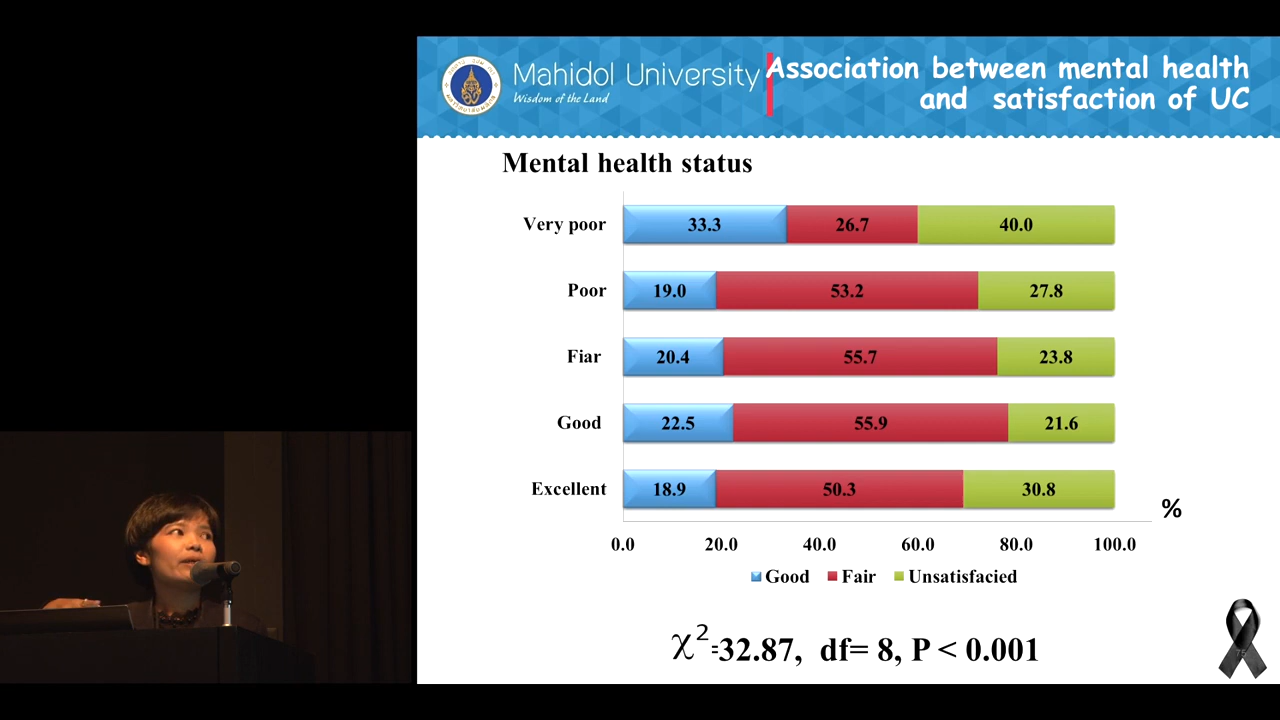 Mahidol University
Wisdom of the Land
Association between mental health
and satisfaction of UC
Mental health status
Very poor 33.3 26.7 40.0
Poor 19.0 53.2 27.8
Fiar 20.4 55.7 23.8
Good 22.5 55.9 21.6
Excellent 18.9 50.3 30.8
%
0.0 20.0 40.0 60.0 80.0 100.0
Good Fair Unsatisfacied
χ²=32.87, df= 8, P < 0.001